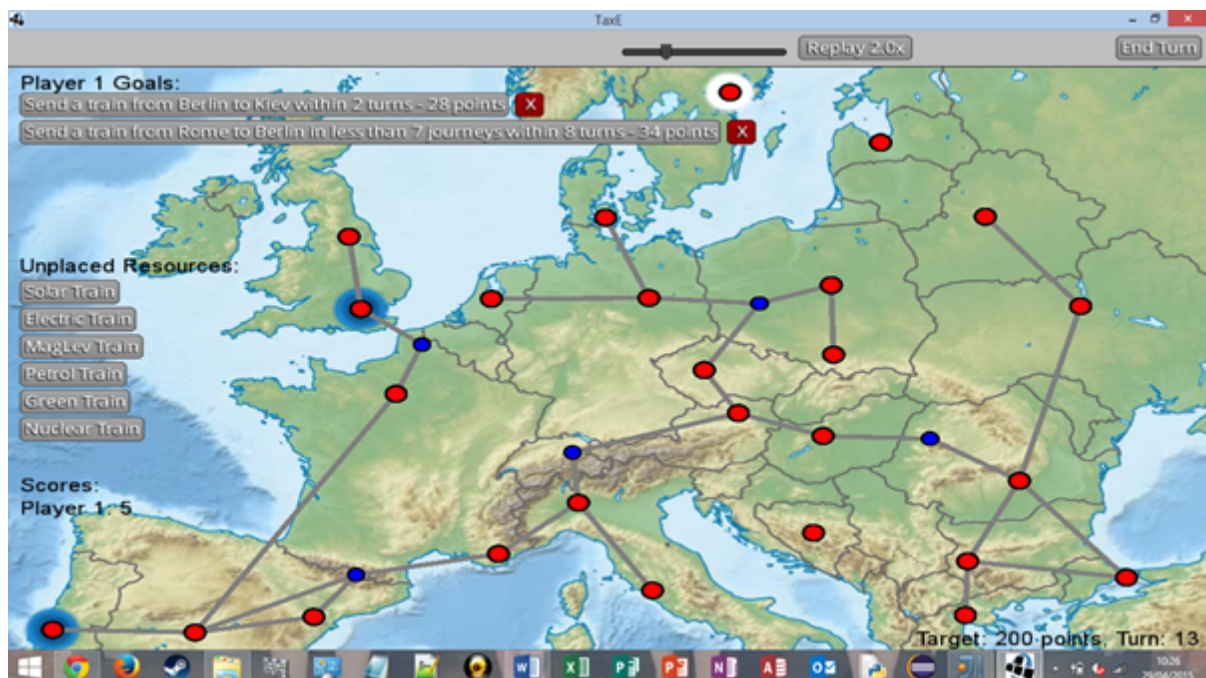 TaxE
Replay 2.0x
End Turn
Player 1 Goals:
Send a train from Berlin to Kiev within 2 turns - 28 points X
Send a train from Rome to Berlin in less than 7 journeys within 8 turns - 34 points X
Unplaced Resources:
Solar Train
Electric Train
MagLev Train
Petrol Train
Green Train
Nuclear Train
Scores:
Player 1: 5
Target: 200 points, Turn: 13
10:26
29/04/2015